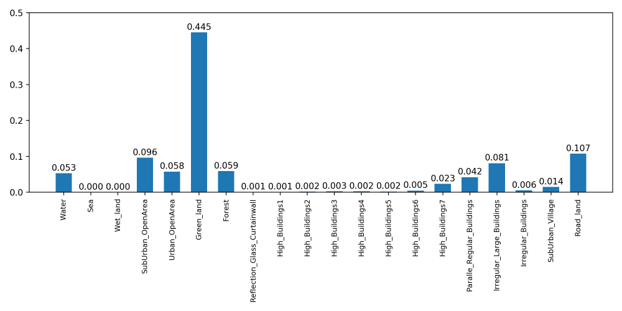 0.5
0.4
0.3
0.2
0.1
0.0
0.053
0.000
0.000
0.096
0.058
0.445
0.059
0.001
0.001
0.002
0.003
0.002
0.002
0.005
0.023
0.042
0.081
0.006
0.014
0.107
Water
Sea
Wet_land
SubUrban_OpenArea
Urban_OpenArea
Green_land
Forest
Reflection_Glass_Curtainwall
High_Buildings1
High_Buildings2
High_Buildings3
High_Buildings4
High_Buildings5
High_Buildings6
High_Buildings7
Paralle_Regular_Buildings
Irregular_Large_Buildings
Irregular_Buildings
SubUrban_Village
Road_land